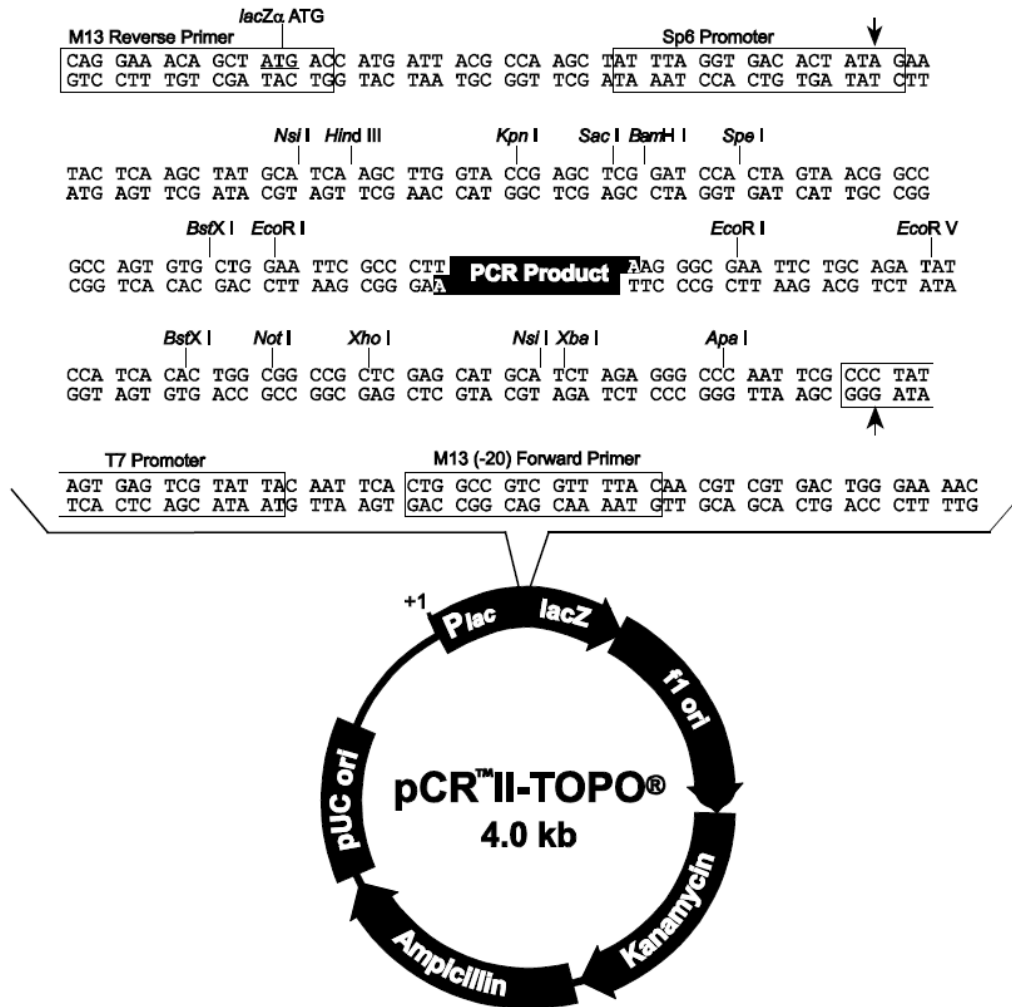 lacZα ATG
M13 Reverse Primer Sp6 Promoter
CAG GAA ACA GCT ATG ACC ATG ATT ACG CCA AGC TAT TTA GGT GAC ACT ATA GAA
GTC CTT TGT CGA TAC TGG TAC TAA TGC GGT TCG ATA AAT CCA CTG TGA TAT CTT
Nsi I Hind III Kpn I Sac I BamH I Spe I
TAC TCA AGC TAT GCA TCA AGC TTG GTA CCG AGC TCG GAT CCA CTA GTA ACG GCC
ATG AGT TCG ATA CGT AGT TCG AAC CAT GGC TCG AGC CTA GGT GAT CAT TGC CGG
BstX I EcoR I EcoR I EcoR V
GCC AGT GTG CTG GAA TTC GCC CTT PCR Product AAG GGC GAA TTC TGC AGA TAT
CGG TCA CAC GAC CTT AAG CGG GAA TTC CCG CTT AAG ACG TCT ATA
BstX I Not I Xho I Nsi I Xba I Apa I
CCA TCA CAC TGG CGG CCG CTC GAG CAT GCA TCT AGA GGG CCC AAT TCG CCC TAT
GGT AGT GTG ACC GCC GGC GAG CTC GTA CGT AGA TCT CCC GGG TTA AGC GGG ATA
T7 Promoter M13 (-20) Forward Primer
AGT GAG TCG TAT TAC AAT TCA CTG GCC GTC GTT TTA CAA CGT CGT GAC TGG GAA AAC
TCA CTC AGC ATA ATG TTA AGT GAC CGG CAG CAA AAT GTT GCA GCA CTG ACC CTT TTG
+1 Plac lacZ
f1 ori
pUC ori
pCR™II-TOPO®
4.0 kb
Kanamycin
Ampicillin